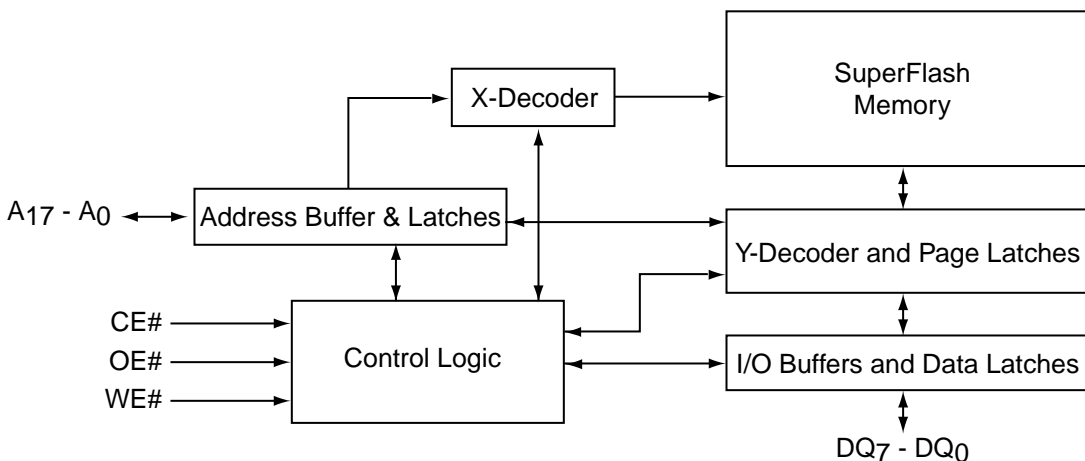 SuperFlash
Memory
X-Decoder
A17 - A0
Address Buffer & Latches
Y-Decoder and Page Latches
CE#
OE#
WE#
Control Logic
I/O Buffers and Data Latches
DQ7 - DQ0